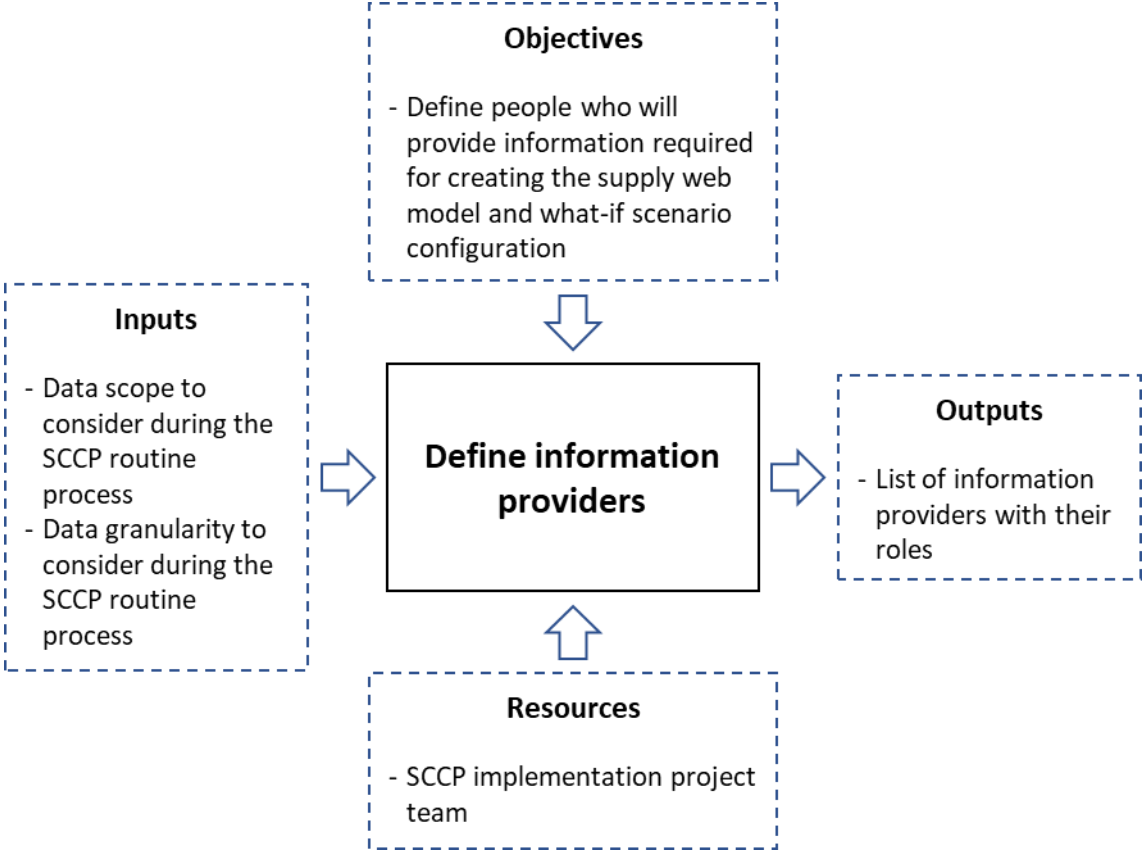 Objectives
- Define people who will
provide information required
for creating the supply web
model and what-if scenario
configuration
Inputs
- Data scope to
consider during the
SCCP routine
process
- Data granularity to
consider during the
SCCP routine
process
Define information
providers
Outputs
- List of information
providers with their
roles
Resources
- SCCP implementation project
team